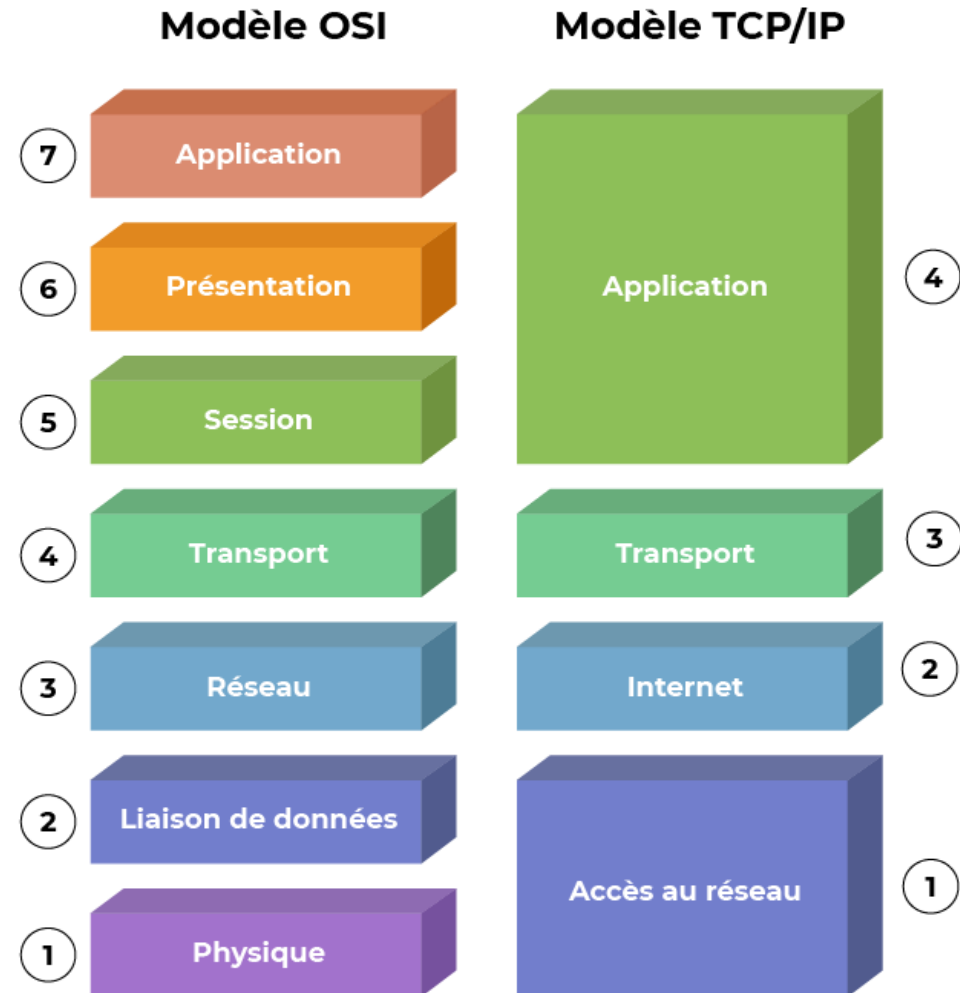 Modèle OSI
Modèle TCP/IP
7
Application
6
Présentation
5
Session
4
Transport
3
Réseau
2
Liaison de données
1
Physique
Application
4
Transport
3
Internet
2
Accès au réseau
1